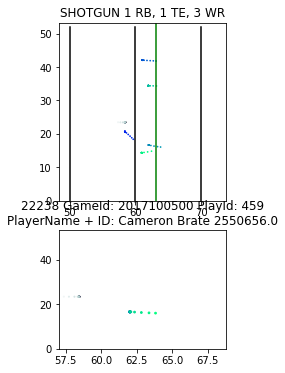 SHOTGUN 1 RB, 1 TE, 3 WR
50
40
30
20
10
0
50 60 70
22238 GameId: 2017100500 PlayId: 459
PlayerName + ID: Cameron Brate 2550656.0
40
20
0
57.5 60.0 62.5 65.0 67.5